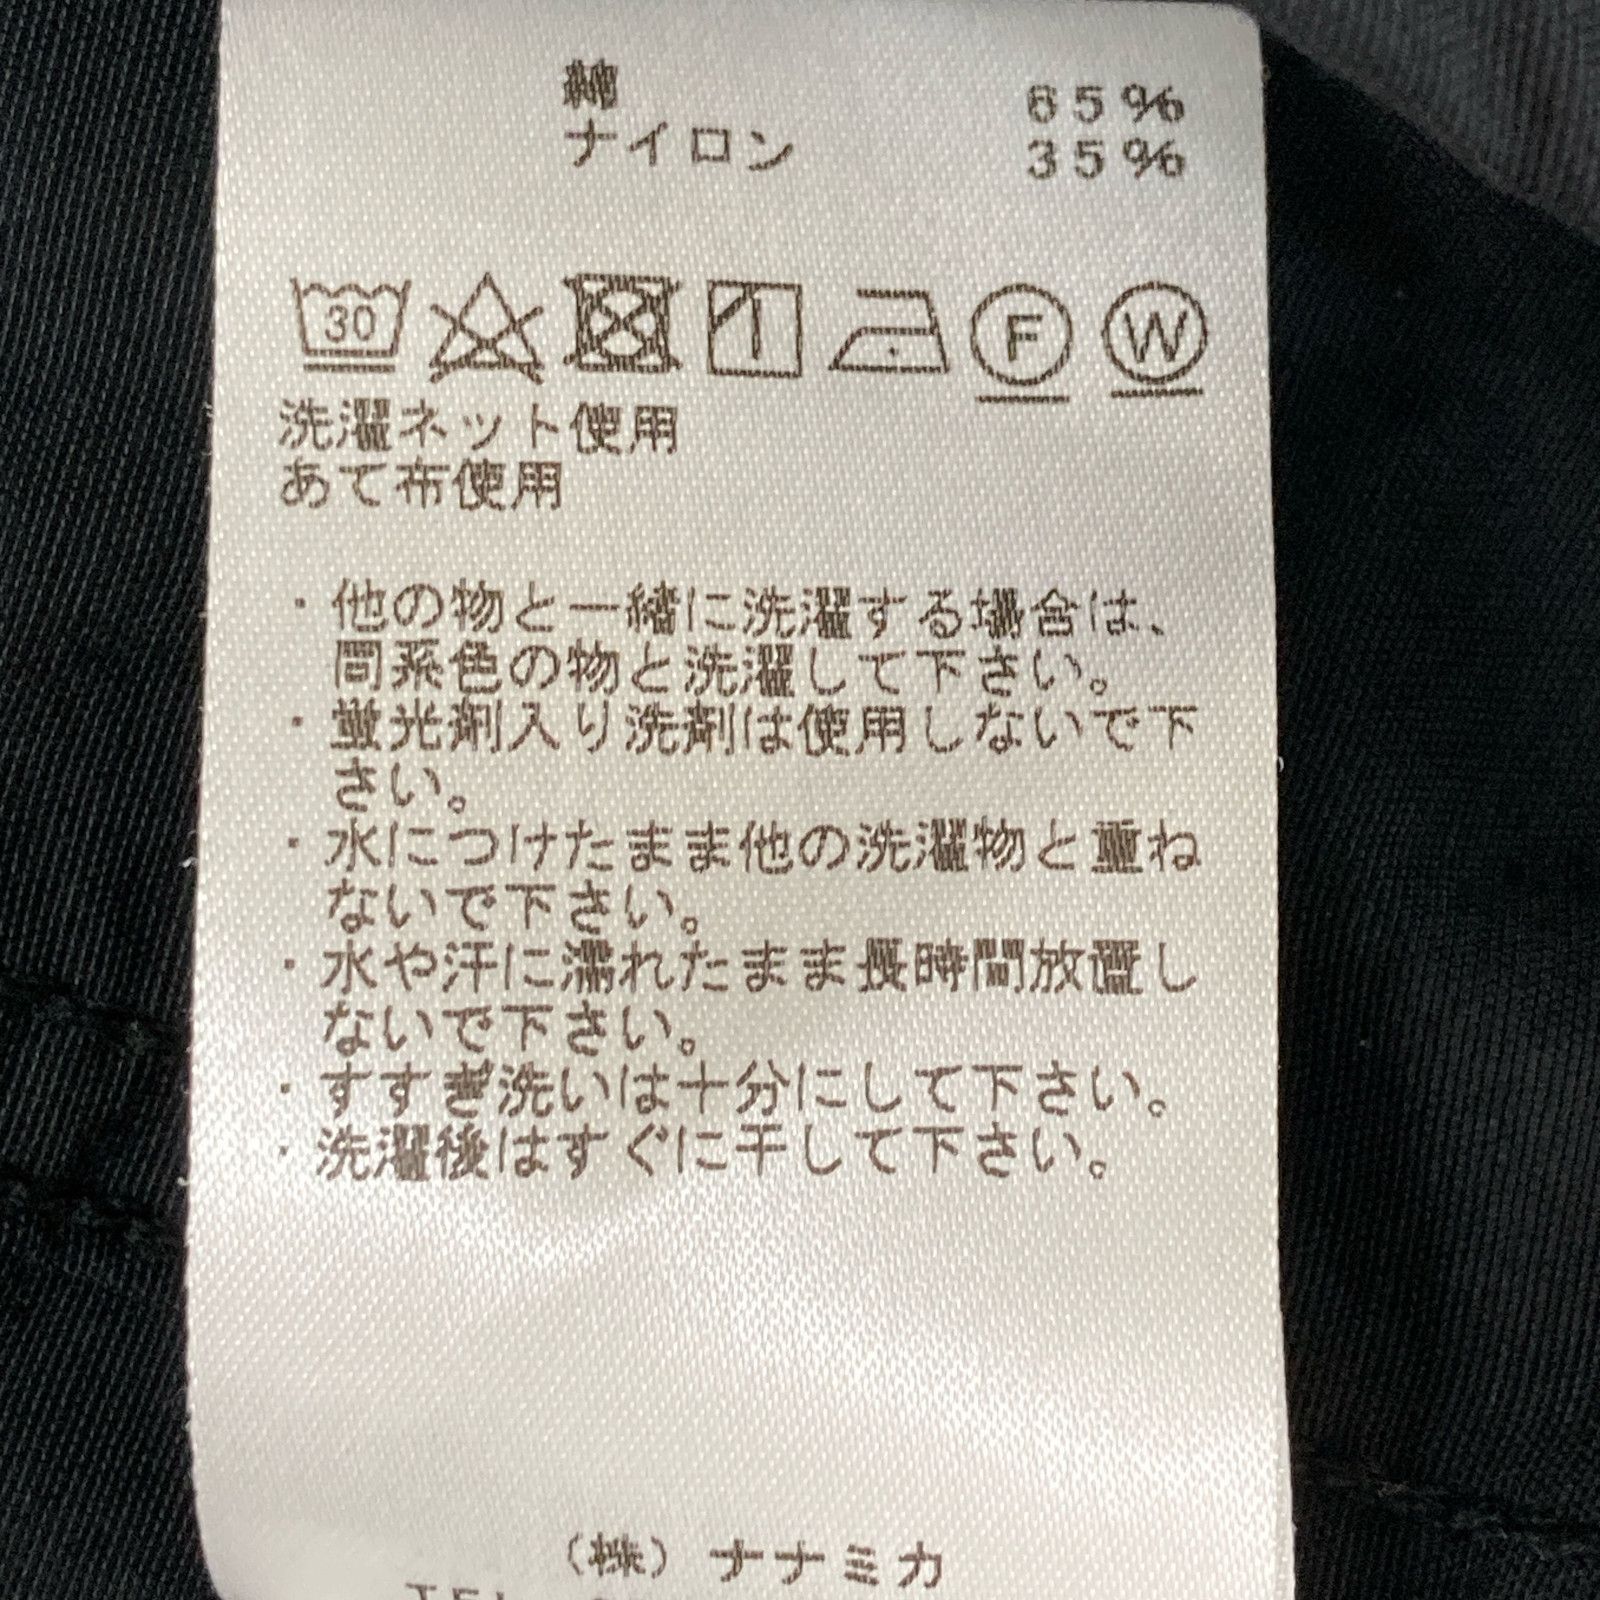 綿 65%
ナイロン 35%
30 F W
洗濯ネット使用
あて布使用
・他の物と一緒に洗濯する場合は、
同系色の物と洗濯して下さい。
・蛍光剤入り洗剤は使用しないで下
さい。
・水につけたまま他の洗濯物と重ね
ないで下さい。
・水や汗に濡れたまま長時間放置し
ないで下さい。
・すすぎ洗いは十分にして下さい。
・洗濯後はすぐに干して下さい。
(株) ナナミカ